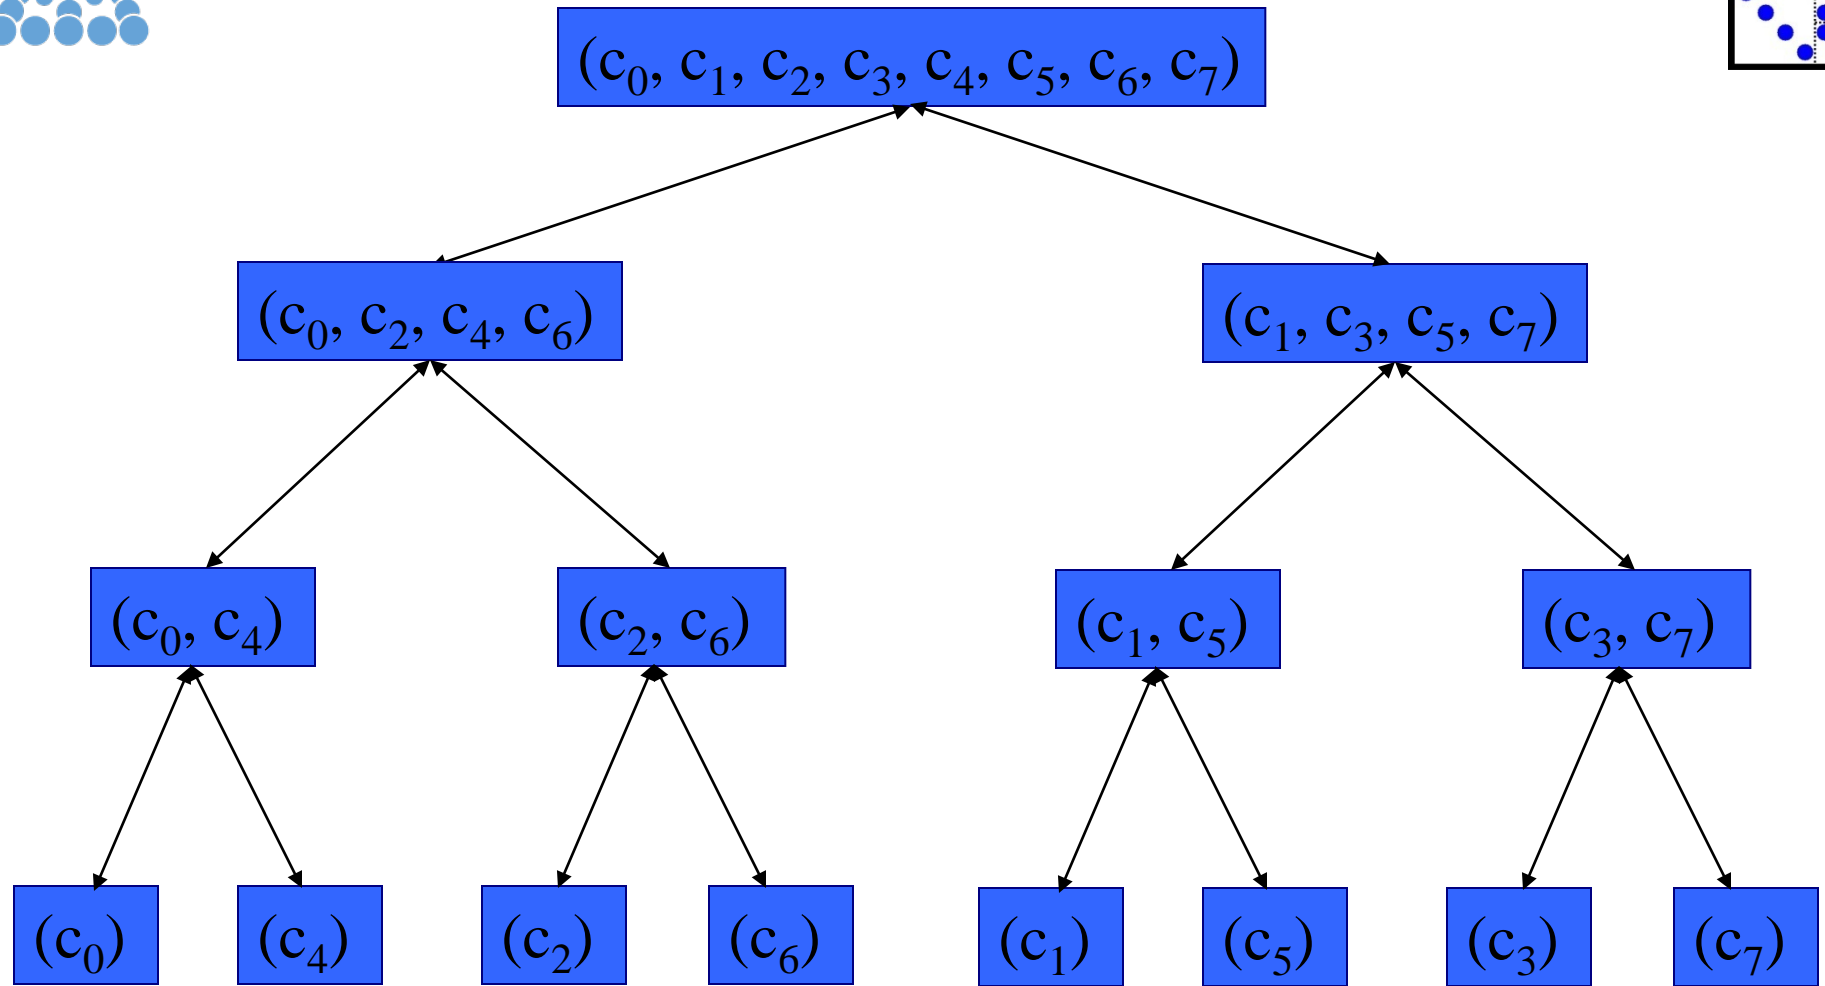 (c₀, c₁, c₂, c₃, c₄, c₅, c₆, c₇)
(c₀, c₂, c₄, c₆) (c₁, c₃, c₅, c₇)
(c₀, c₄) (c₂, c₆) (c₁, c₅) (c₃, c₇)
(c₀) (c₄) (c₂) (c₆) (c₁) (c₅) (c₃) (c₇)